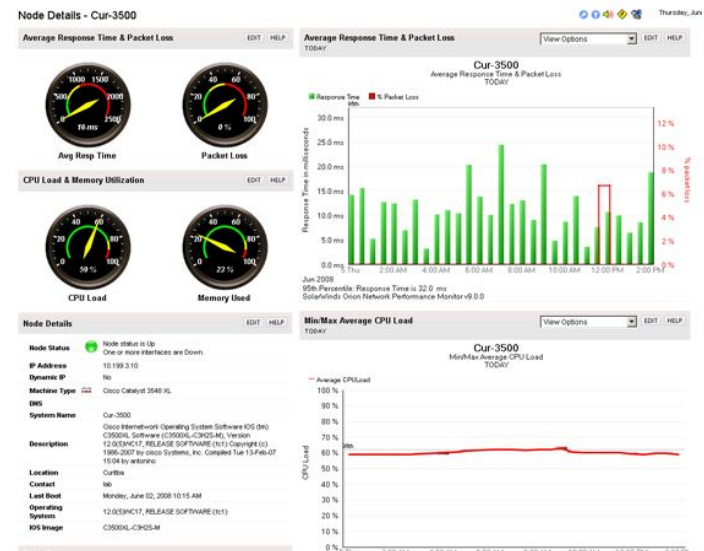 Node Details - Cur-3500
Thursday, June
Average Response Time & Packet Loss
EDIT HELP
500 1000 1500 2000 2500
16 ms
Avg Resp Time
20 40 60 80 100
0 %
Packet Loss
CPU Load & Memory Utilization
EDIT HELP
20 40 60 80 100
59 %
CPU Load
20 40 60 80 100
23 %
Memory Used
Node Details
EDIT HELP
Node Status
Node status is Up
One or more interfaces are Down.
IP Address
10.199.3.10
Dynamic IP
No
Machine Type
Cisco Catalyst 3548 XL
DNS
System Name
Cur-3500
Description
Cisco Internetwork Operating System Software IOS (tm)
C3500XL Software (C3500XL-C3H2S-M), Version
12.0(5)WC17, RELEASE SOFTWARE (fc1) Copyright (c)
1986-2007 by cisco Systems, Inc. Compiled Tue 13-Feb-07
15:04 by antonino
Location
Curitiba
Contact
lab
Last Boot
Monday, June 02, 2008 10:15 AM
Operating System
12.0(5)WC17, RELEASE SOFTWARE (fc1)
IOS Image
C3500XL-C3H2S-M
Average Response Time & Packet Loss
TODAY
View Options
EDIT HELP
Cur-3500
Average Response Time & Packet Loss
TODAY
Response Time
% Packet Loss
95th
Response Time in milliseconds
30.0 ms
25.0 ms
20.0 ms
15.0 ms
10.0 ms
5.0 ms
0.0 ms
% packet loss
12 %
10 %
8 %
6 %
4 %
2 %
0 %
5 Thu 2:00 AM 4:00 AM 6:00 AM 8:00 AM 10:00 AM 12:00 PM 2:00 PM
Jun 2008
95th Percentile: Response Time is 32.0 ms
SolarWinds Orion Network Performance Monitor v9.0.0
Min/Max Average CPU Load
TODAY
View Options
EDIT HELP
Cur-3500
Min/Max Average CPU Load
TODAY
Average CPULoad
95th
CPU Load
100 %
90 %
80 %
70 %
60 %
50 %
40 %
30 %
20 %
10 %
0 %